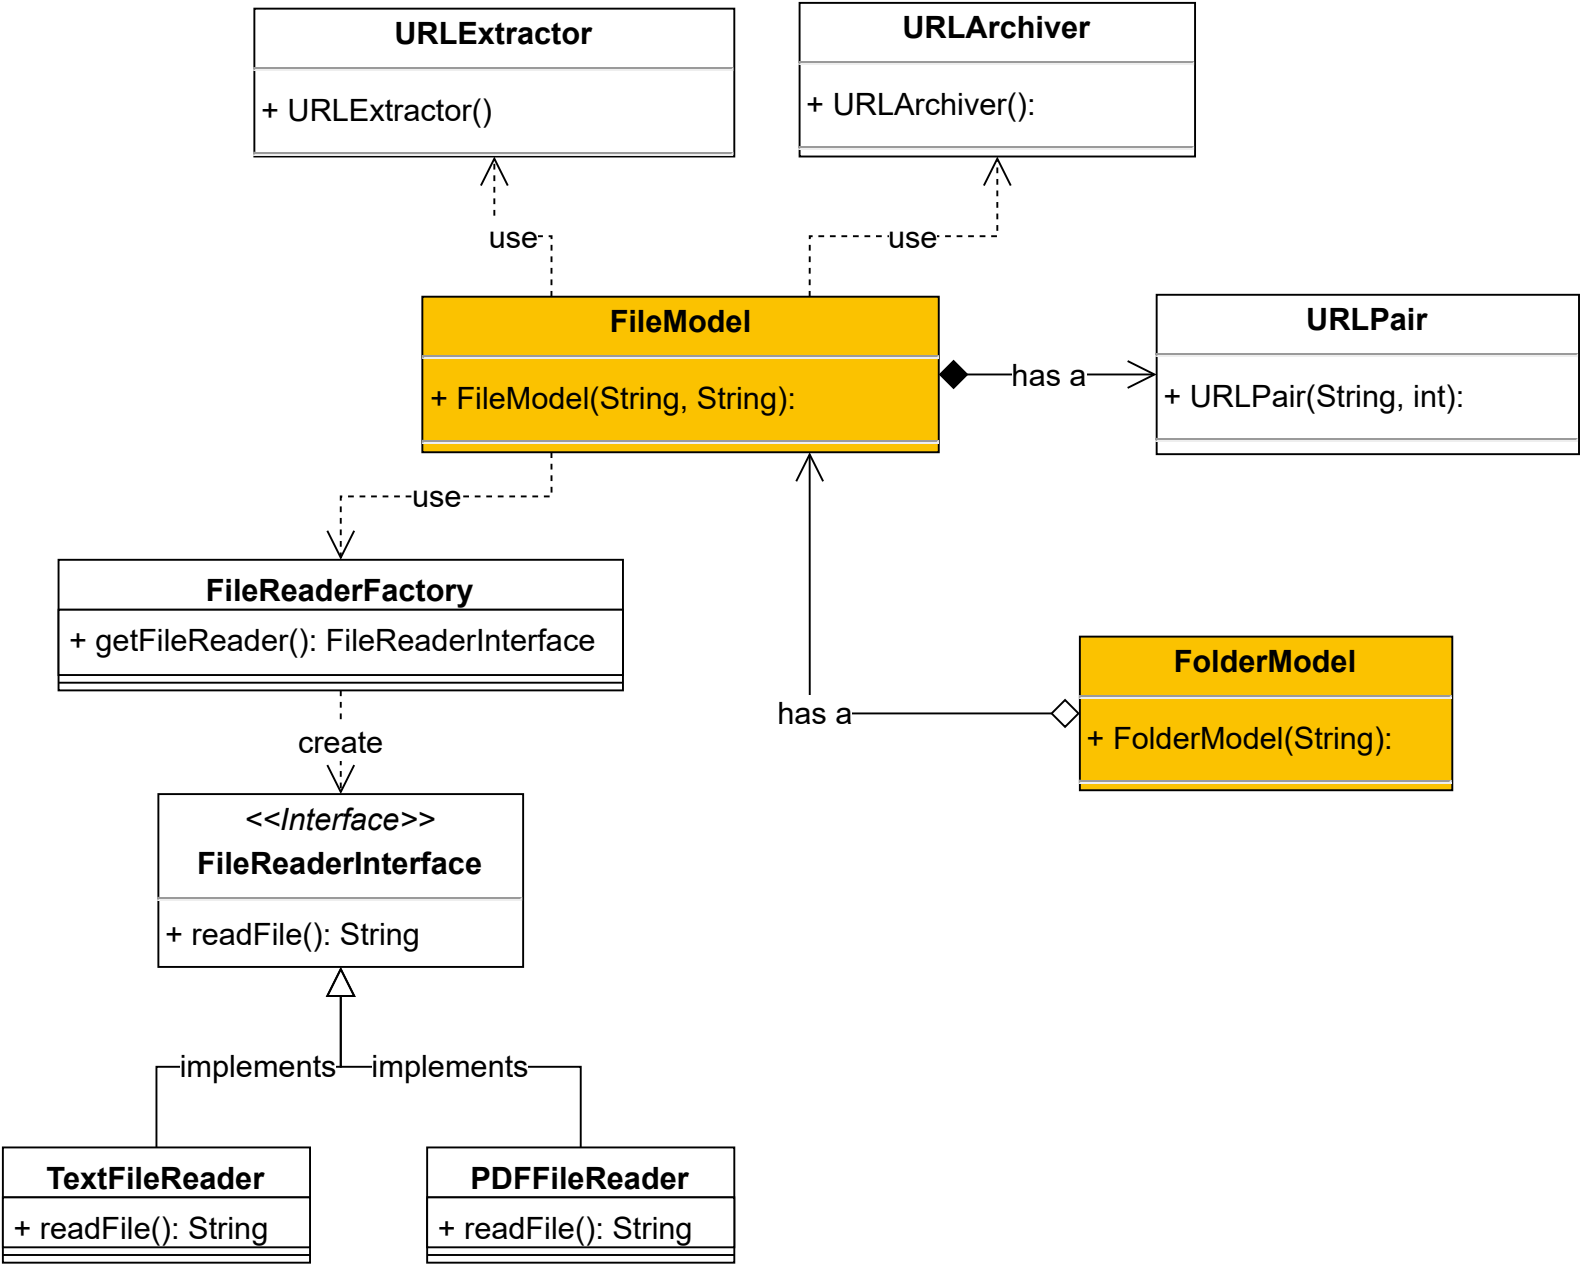 URLExtractor
+ URLExtractor()
URLArchiver
+ URLArchiver():
use
use
FileModel
+ FileModel(String, String):
has a
URLPair
+ URLPair(String, int):
use
FileReaderFactory
+ getFileReader(): FileReaderInterface
has a
FolderModel
+ FolderModel(String):
create
<<Interface>>
FileReaderInterface
+ readFile(): String
implements
implements
TextFileReader
+ readFile(): String
PDFFileReader
+ readFile(): String